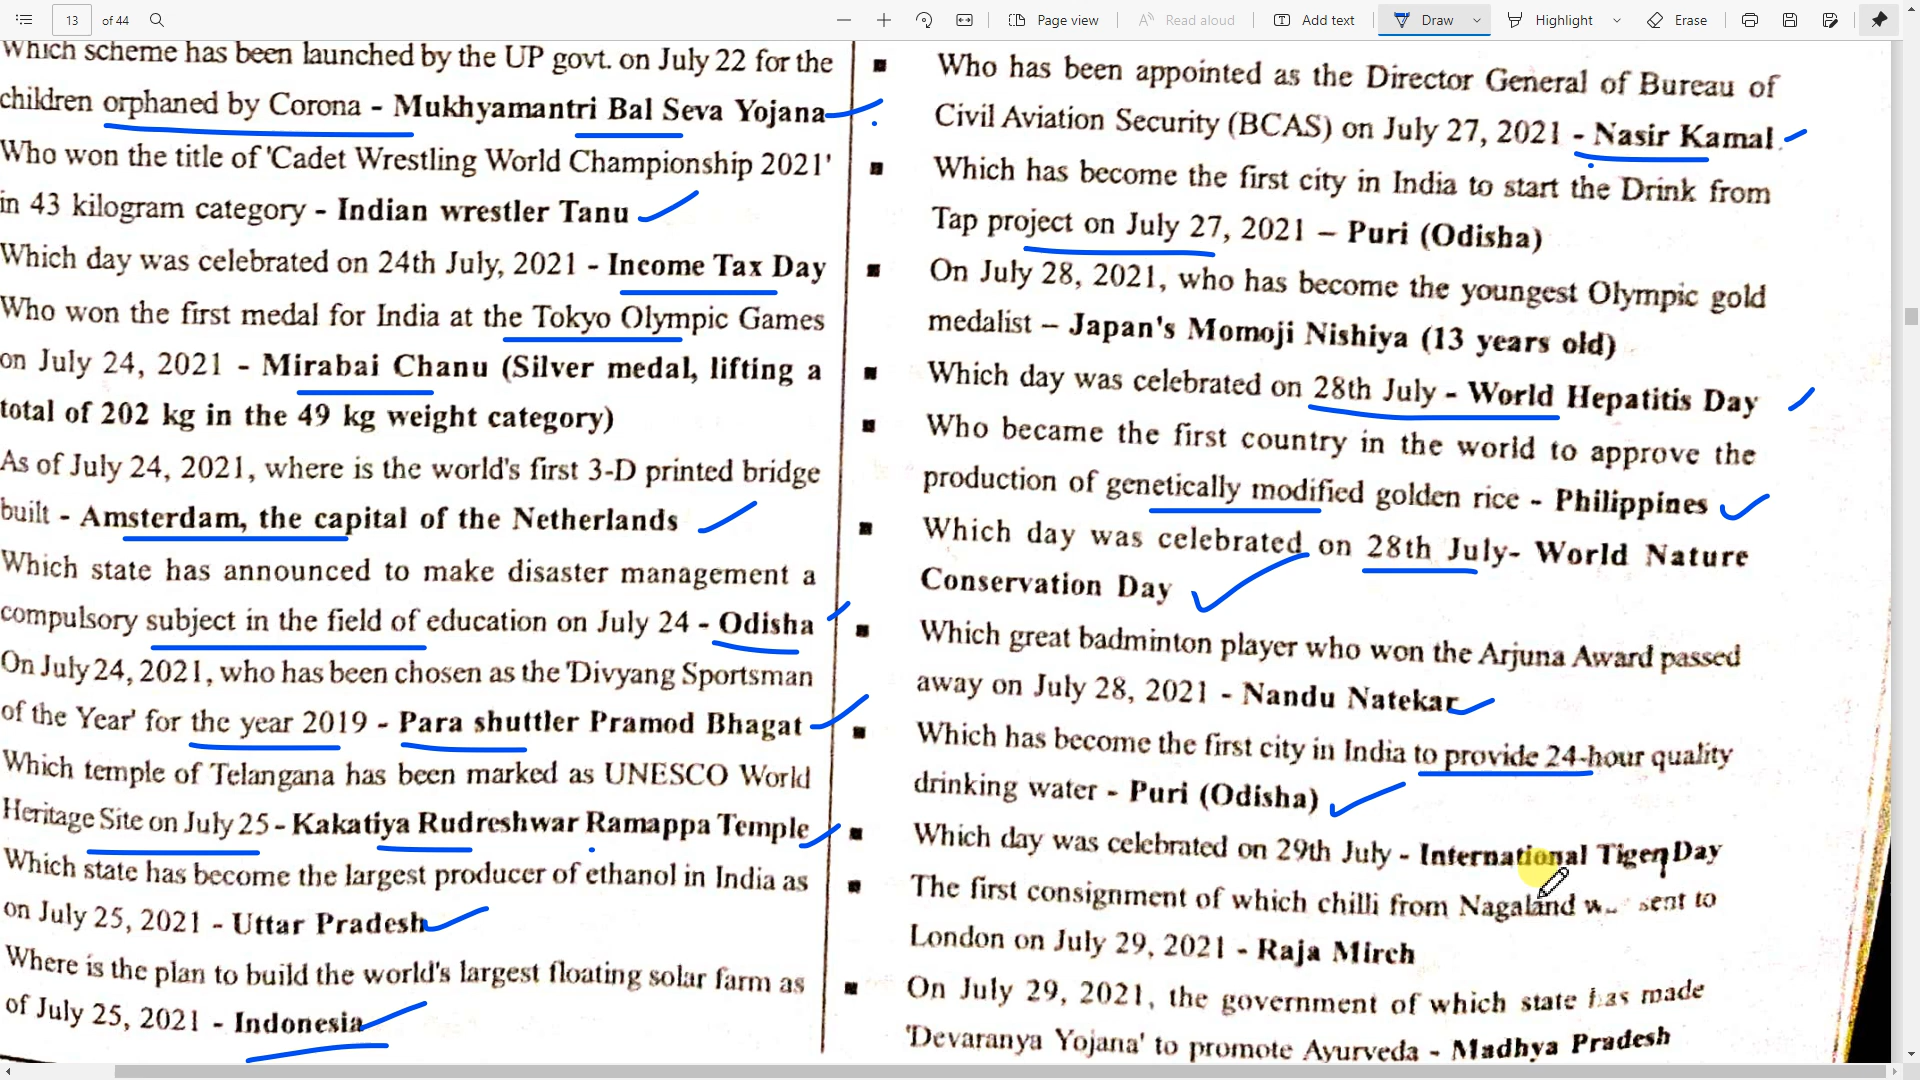 13 of 44 Page view Read aloud Add text Draw Highlight Erase
Which scheme has been launched by the UP govt. on July 22 for the
children orphaned by Corona - Mukhyamantri Bal Seva Yojana
Who won the title of 'Cadet Wrestling World Championship 2021'
in 43 kilogram category - Indian wrestler Tanu
Which day was celebrated on 24th July, 2021 - Income Tax Day
Who won the first medal for India at the Tokyo Olympic Games
on July 24, 2021 - Mirabai Chanu (Silver medal, lifting a
total of 202 kg in the 49 kg weight category)
As of July 24, 2021, where is the world's first 3-D printed bridge
built - Amsterdam, the capital of the Netherlands
Which state has announced to make disaster management a
compulsory subject in the field of education on July 24 - Odisha
On July 24, 2021, who has been chosen as the 'Divyang Sportsman
of the Year' for the year 2019 - Para shuttler Pramod Bhagat
Which temple of Telangana has been marked as UNESCO World
Heritage Site on July 25 - Kakatiya Rudreshwar Ramappa Temple
Which state has become the largest producer of ethanol in India as
on July 25, 2021 - Uttar Pradesh
Where is the plan to build the world's largest floating solar farm as
of July 25, 2021 - Indonesia
Who has been appointed as the Director General of Bureau of
Civil Aviation Security (BCAS) on July 27, 2021 - Nasir Kamal
Which has become the first city in India to start the Drink from
Tap project on July 27, 2021 – Puri (Odisha)
On July 28, 2021, who has become the youngest Olympic gold
medalist – Japan's Momoji Nishiya (13 years old)
Which day was celebrated on 28th July - World Hepatitis Day
Who became the first country in the world to approve the
production of genetically modified golden rice - Philippines
Which day was celebrated on 28th July- World Nature
Conservation Day
Which great badminton player who won the Arjuna Award passed
away on July 28, 2021 - Nandu Natekar
Which has become the first city in India to provide 24-hour quality
drinking water - Puri (Odisha)
Which day was celebrated on 29th July - International Tiger Day
The first consignment of which chilli from Nagaland sent to
London on July 29, 2021 - Raja Mirch
On July 29, 2021, the government of which state has made
'Devaranya Yojana' to promote Ayurveda - Madhya Pradesh